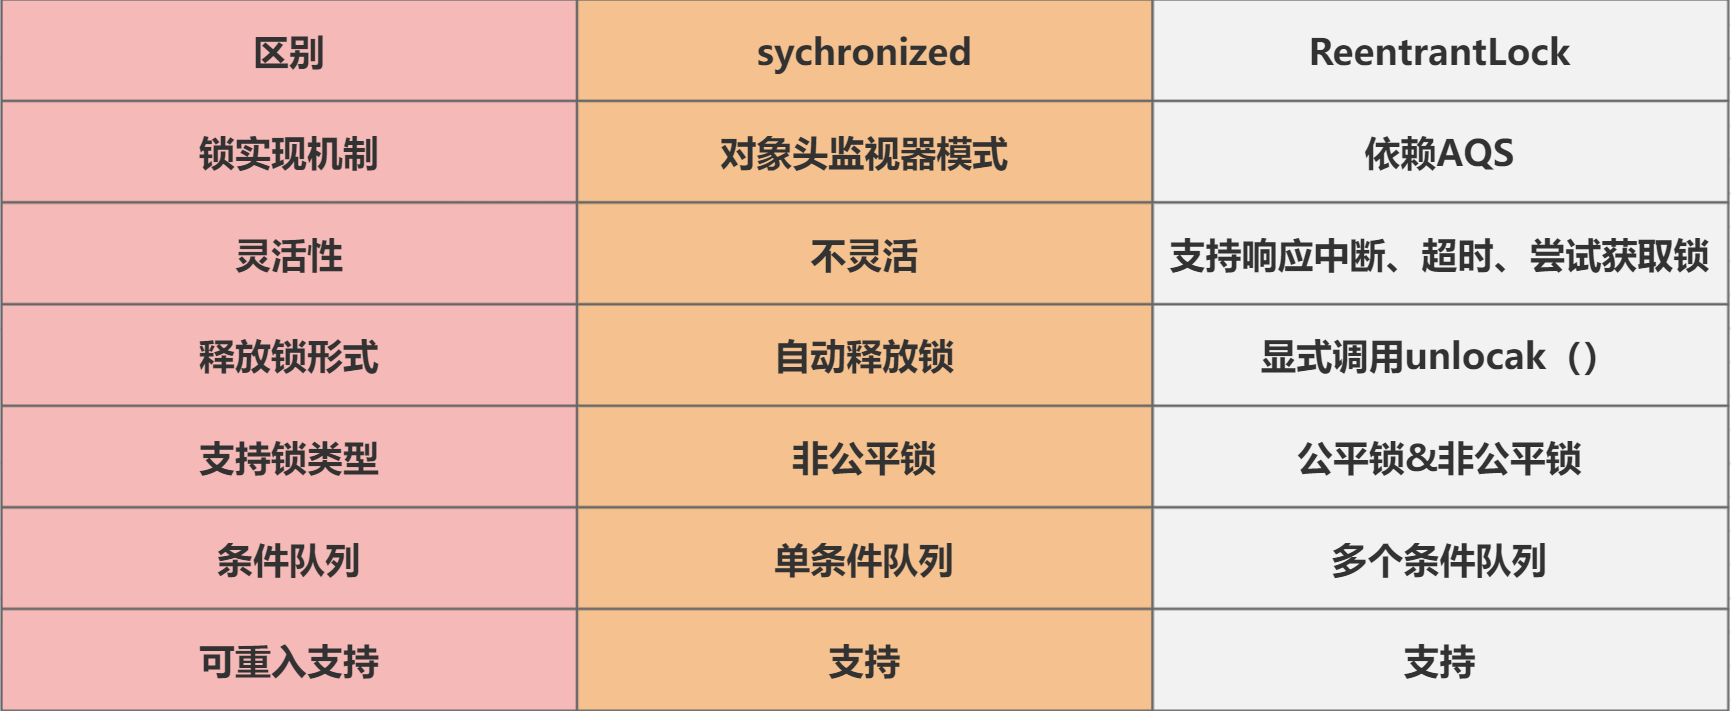 区别 sychronized ReentrantLock
锁实现机制 对象头监视器模式 依赖AQS
灵活性 不灵活 支持响应中断、超时、尝试获取锁
释放锁形式 自动释放锁 显式调用unlocak（）
支持锁类型 非公平锁 公平锁&非公平锁
条件队列 单条件队列 多个条件队列
可重入支持 支持 支持